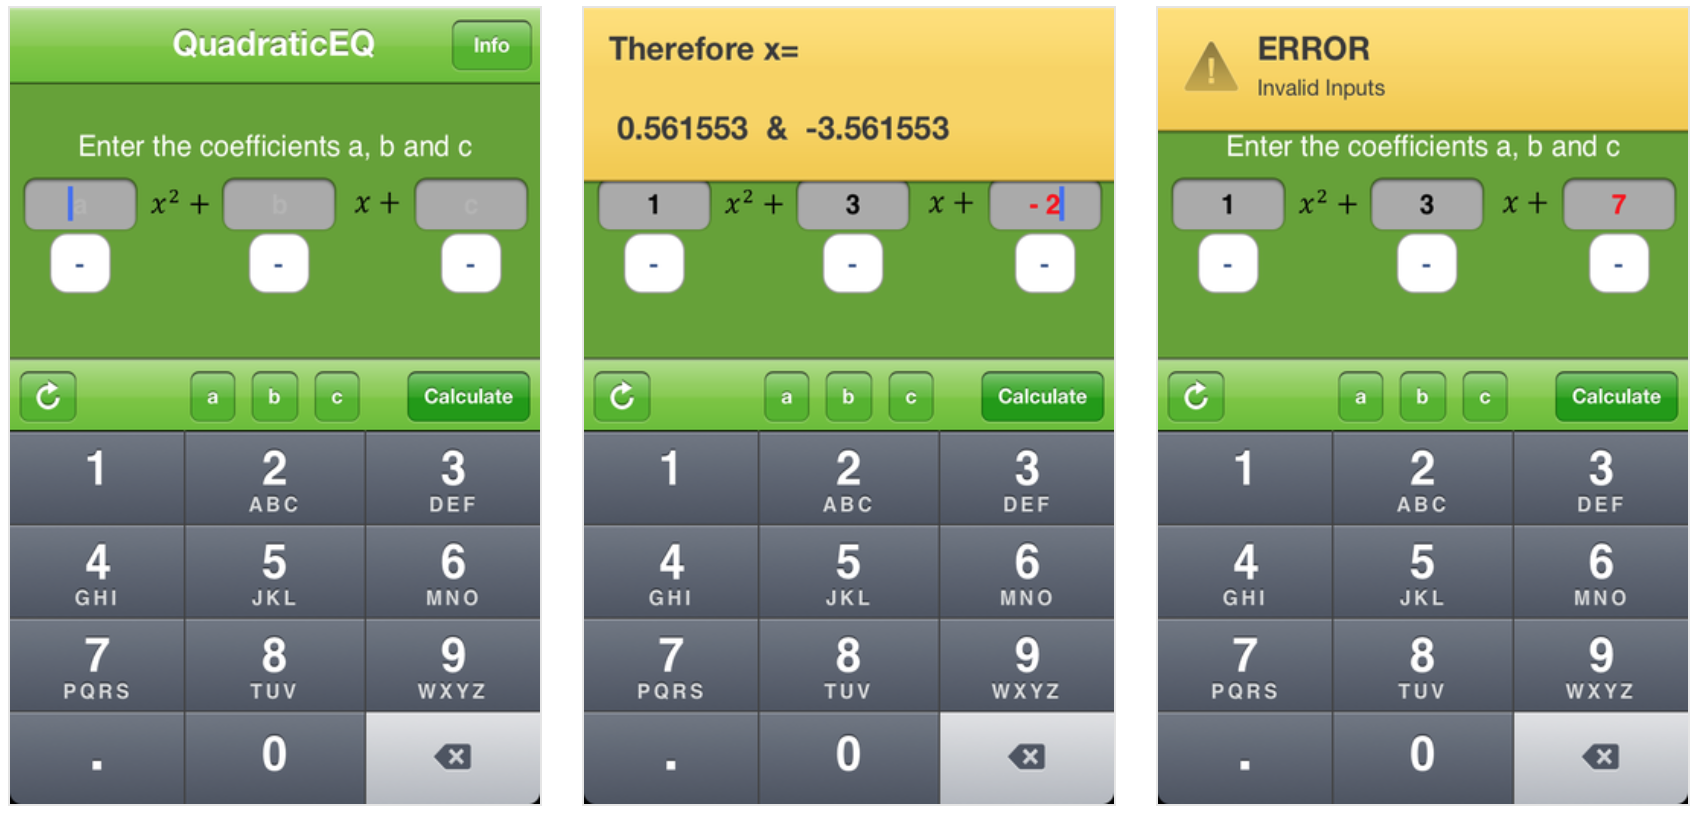 QuadraticEQ Info
Enter the coefficients a, b and c
a x² + b x + c
- - -
a b c Calculate
1 2 3
ABC DEF
4 5 6
GHI JKL MNO
7 8 9
PQRS TUV WXYZ
. 0
Therefore x=
0.561553 & -3.561553
1 x² + 3 x + - 2
- - -
a b c Calculate
1 2 3
ABC DEF
4 5 6
GHI JKL MNO
7 8 9
PQRS TUV WXYZ
. 0
ERROR
Invalid Inputs
Enter the coefficients a, b and c
1 x² + 3 x + 7
- - -
a b c Calculate
1 2 3
ABC DEF
4 5 6
GHI JKL MNO
7 8 9
PQRS TUV WXYZ
. 0